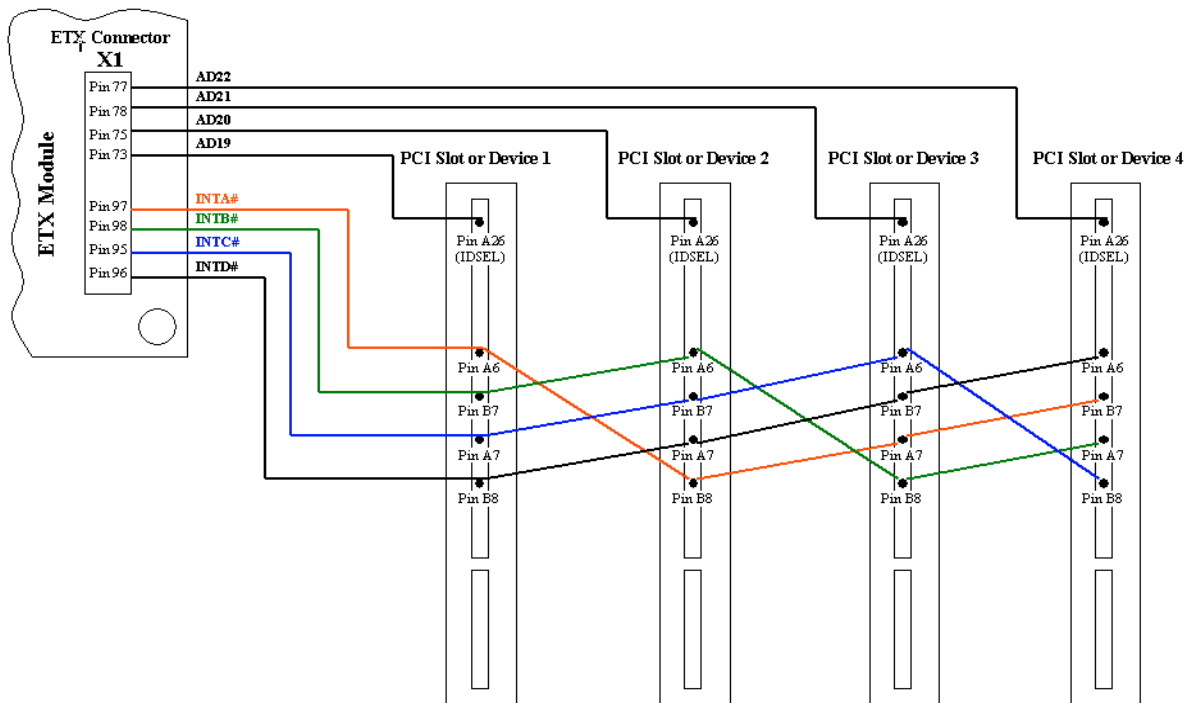 ETX Connector
X1
ETX Module
Pin 77
Pin 78
Pin 75
Pin 73
Pin 97
Pin 98
Pin 95
Pin 96
AD22
AD21
AD20
AD19
INTA#
INTB#
INTC#
INTD#
PCI Slot or Device 1
PCI Slot or Device 2
PCI Slot or Device 3
PCI Slot or Device 4
Pin A26
(IDSEL)
Pin A6
Pin B7
Pin A7
Pin B8
Pin A26
(IDSEL)
Pin A6
Pin B7
Pin A7
Pin B8
Pin A26
(IDSEL)
Pin A6
Pin B7
Pin A7
Pin B8
Pin A26
(IDSEL)
Pin A6
Pin B7
Pin A7
Pin B8